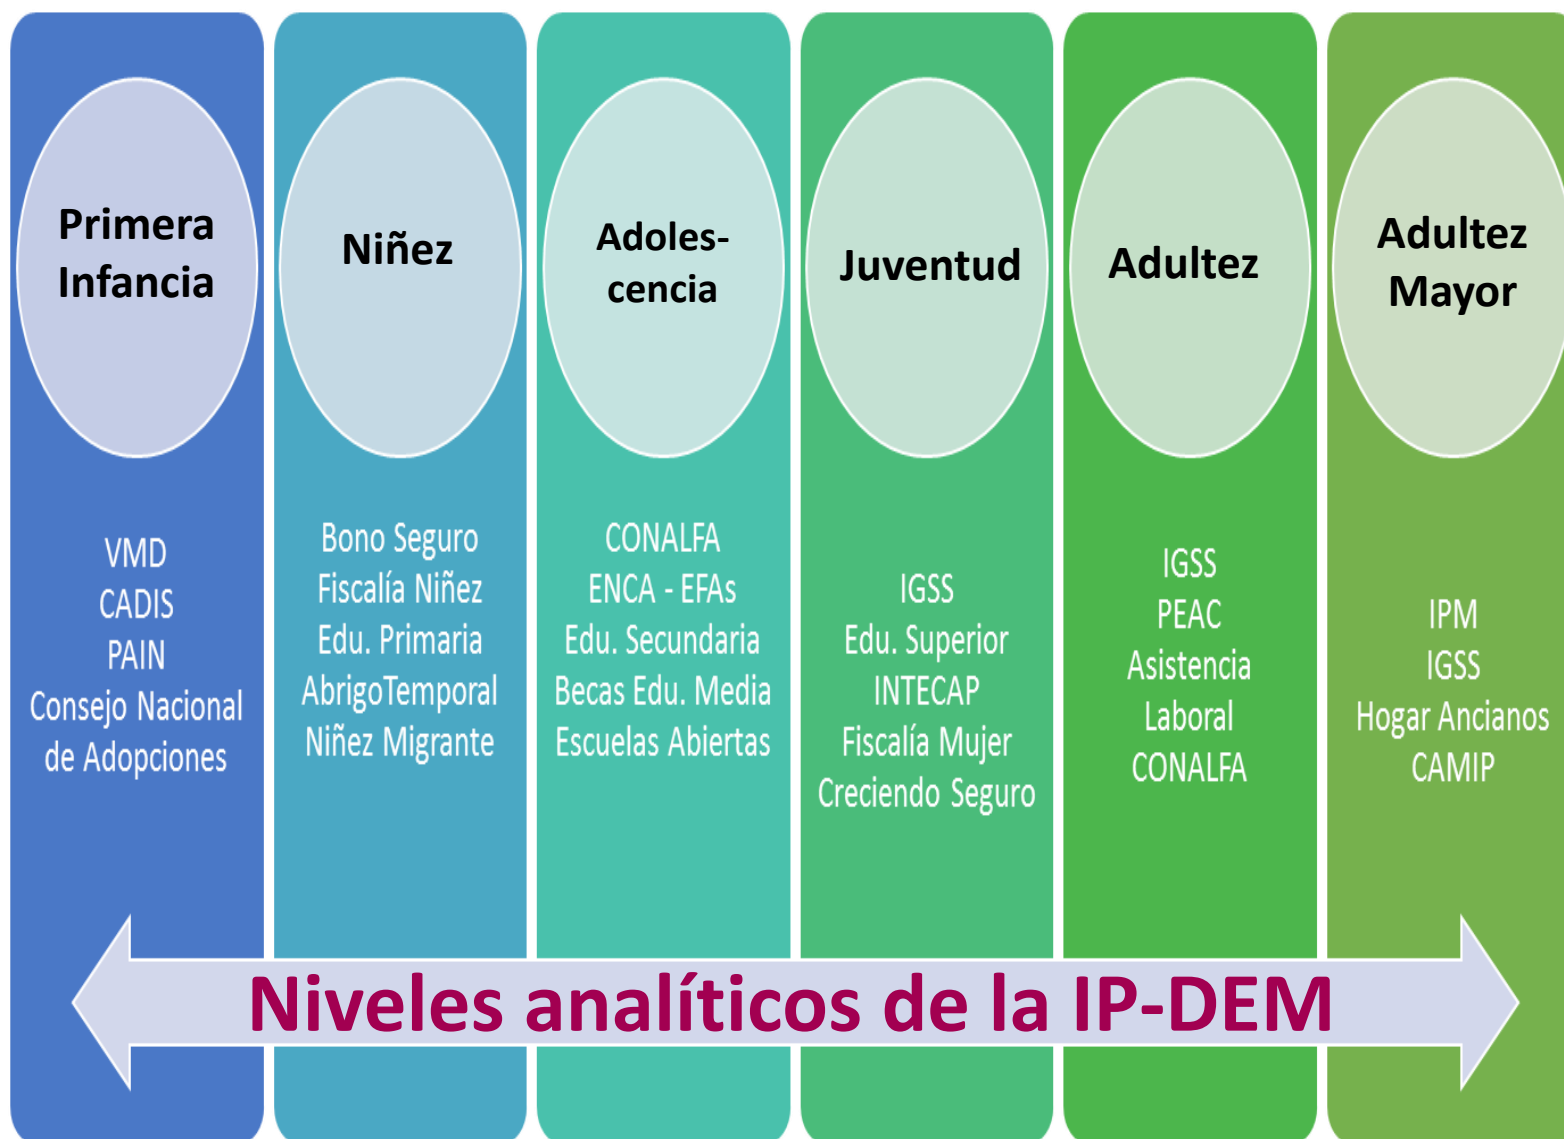 Primera
Infancia
VMD
CADIS
PAIN
Consejo Nacional
de Adopciones
Niñez
Bono Seguro
Fiscalía Niñez
Edu. Primaria
AbrigoTemporal
Niñez Migrante
Adoles-
cencia
CONALFA
ENCA - EFAs
Edu. Secundaria
Becas Edu. Media
Escuelas Abiertas
Juventud
IGSS
Edu. Superior
INTECAP
Fiscalía Mujer
Creciendo Seguro
Adultez
IGSS
PEAC
Asistencia
Laboral
CONALFA
Adultez
Mayor
IPM
IGSS
Hogar Ancianos
CAMIP
Niveles analíticos de la IP-DEM